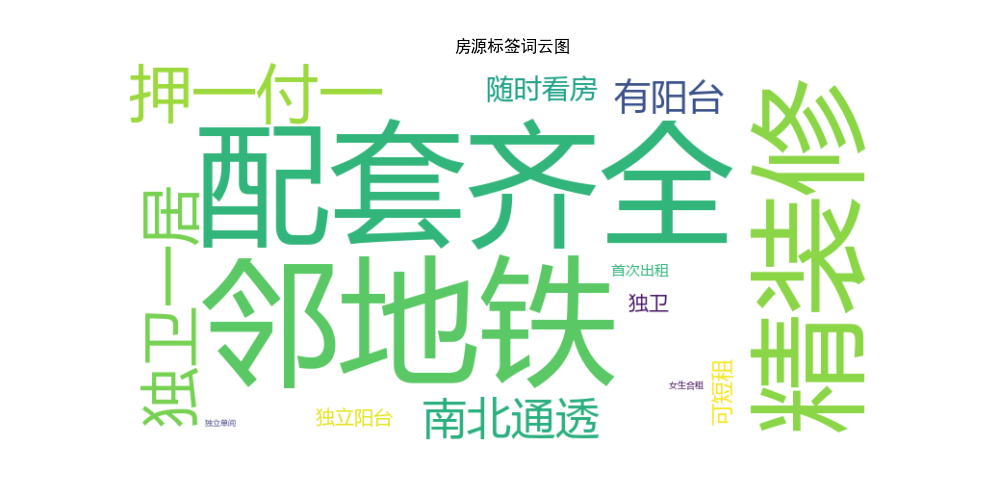 房源标签词云图
押一付一
随时看房
有阳台
配套齐全
精装修
独卫一居
邻地铁
首次出租
独卫
女生合租
可短租
独立阳台
南北通透
独立单间